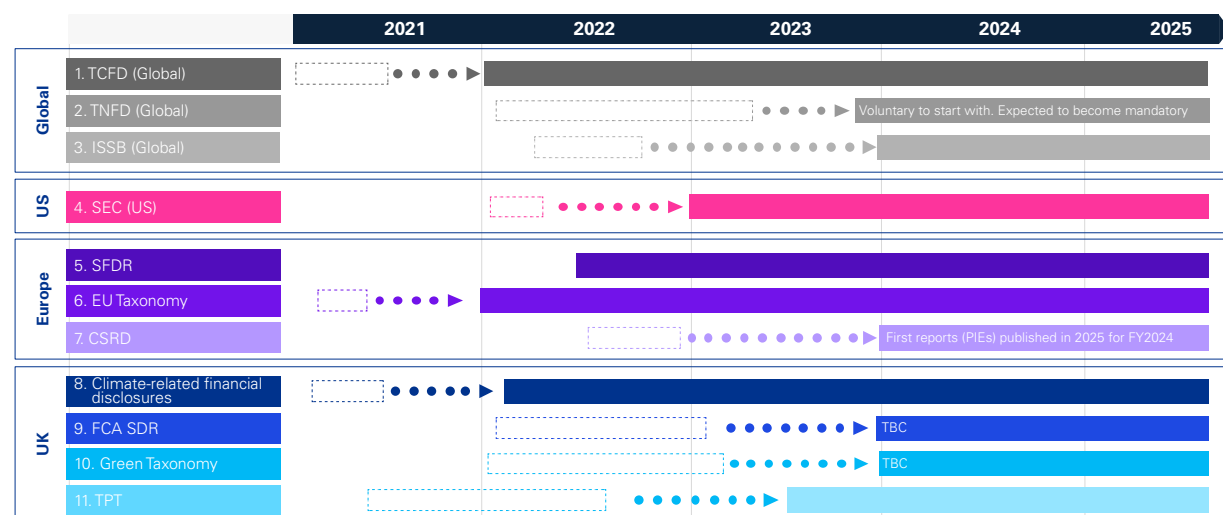 2021 2022 2023 2024 2025
Global
1. TCFD (Global)
2. TNFD (Global) Voluntary to start with. Expected to become mandatory
3. ISSB (Global)
US
4. SEC (US)
Europe
5. SFDR
6. EU Taxonomy
7. CSRD First reports (PIEs) published in 2025 for FY2024
UK
8. Climate-related financial
disclosures
9. FCA SDR TBC
10. Green Taxonomy TBC
11. TPT